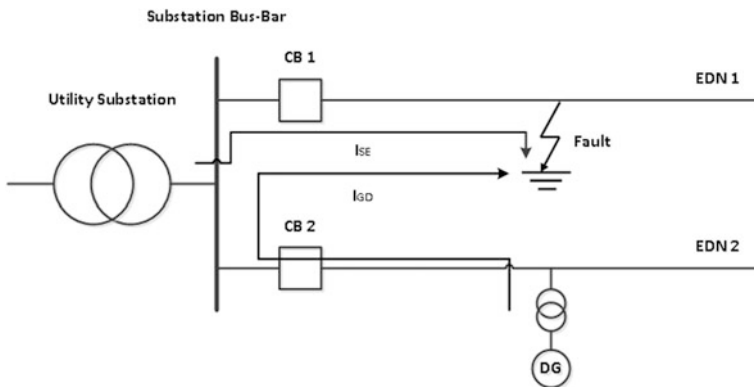 Substation Bus-Bar
CB 1
EDN 1
Utility Substation
Fault
ISE
IGD
CB 2
EDN 2
DG